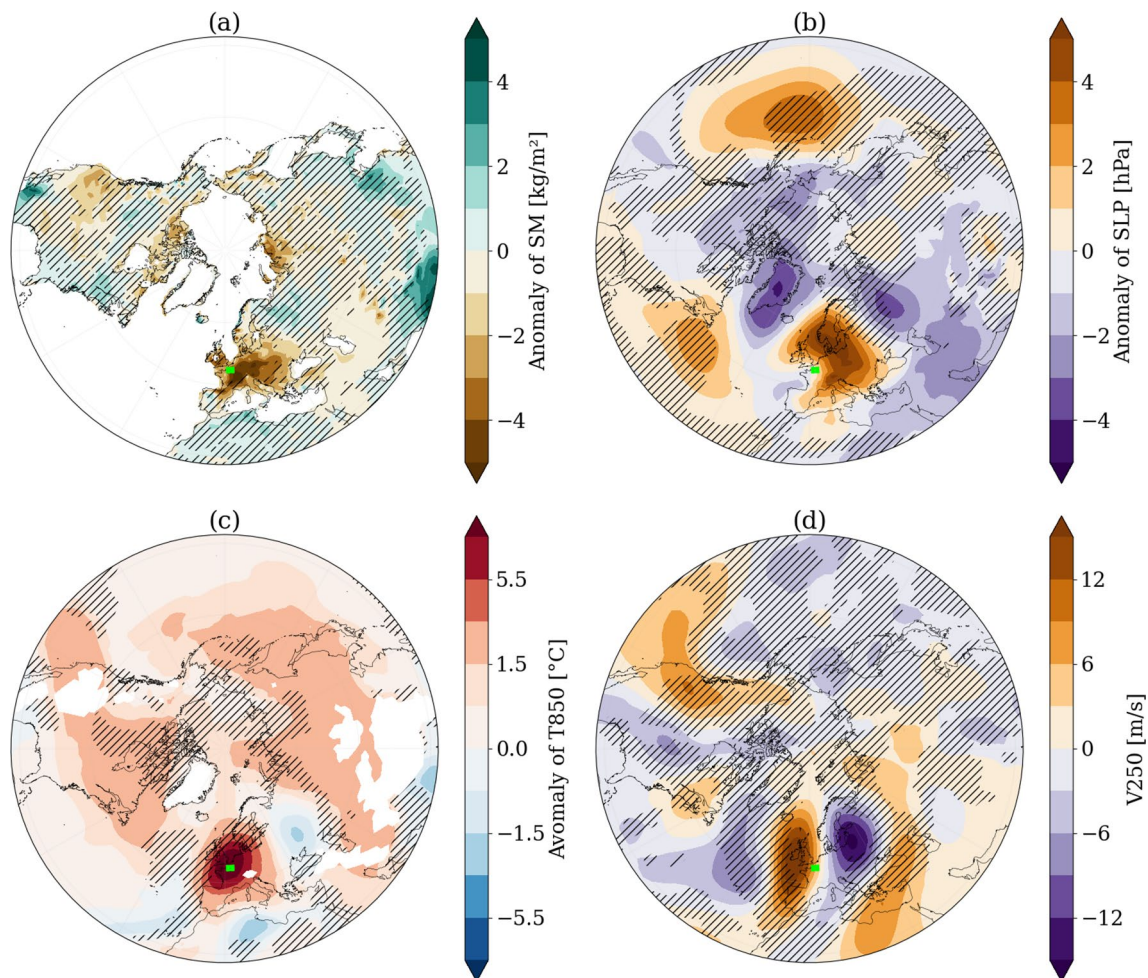 (a)
4
2
0
−2
−4
Anomaly of SM [kg/m²]
(b)
4
2
0
−2
−4
Anomaly of SLP [hPa]
(c)
5.5
1.5
0.0
−1.5
−5.5
Avomaly of T850 [°C]
(d)
12
6
0
−6
−12
V250 [m/s]